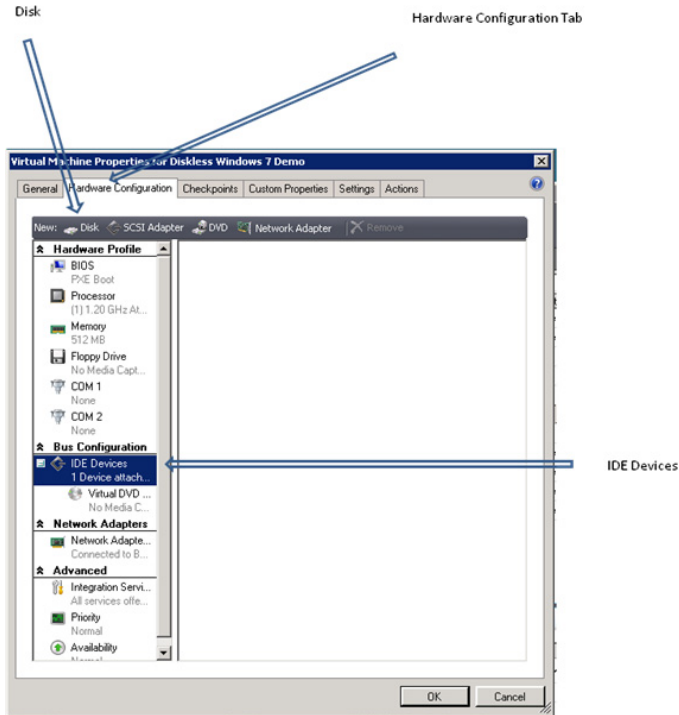 Disk
Hardware Configuration Tab
Virtual Machine Properties for Diskless Windows 7 Demo
General Hardware Configuration Checkpoints Custom Properties Settings Actions
New: Disk SCSI Adapter DVD Network Adapter Remove
Hardware Profile
BIOS
PXE Boot
Processor
(1) 1.20 GHz At...
Memory
512 MB
Floppy Drive
No Media Capt...
COM 1
None
COM 2
None
Bus Configuration
IDE Devices
1 Device attach...
IDE Devices
Virtual DVD ...
No Media C...
Network Adapters
Network Adapte...
Connected to B...
Advanced
Integration Servi...
All services offe...
Priority
Normal
Availability
Normal
OK Cancel